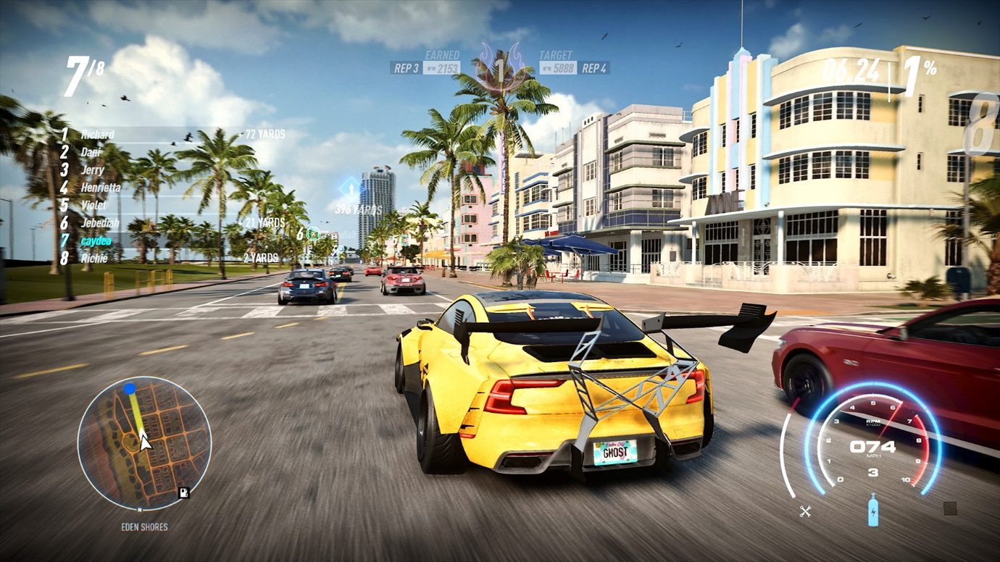 7/8
EARNED
REP 3 2153
1
TARGET
5888 REP 4
06.24 1%
8
1 Richard + 72 YARDS
2 Dani
3 Jerry
4 Henrietta
5 Violet
6 Jebediah + 21 YARDS
7 caydea
8 Richie - 2 YARDS
396 YARDS
6
GHOST
EDEN SHORES
N
0 1 2 3 4 5 6 7 8 9 10
RPM
X1000
074
MPH
3